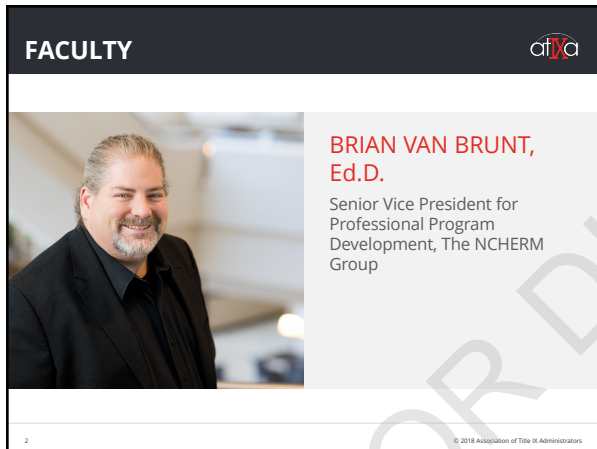 FACULTY
atIXa
BRIAN VAN BRUNT,
Ed.D.
Senior Vice President for
Professional Program
Development, The NCHERM
Group
2
© 2018 Association of Title IX Administrators
OR D